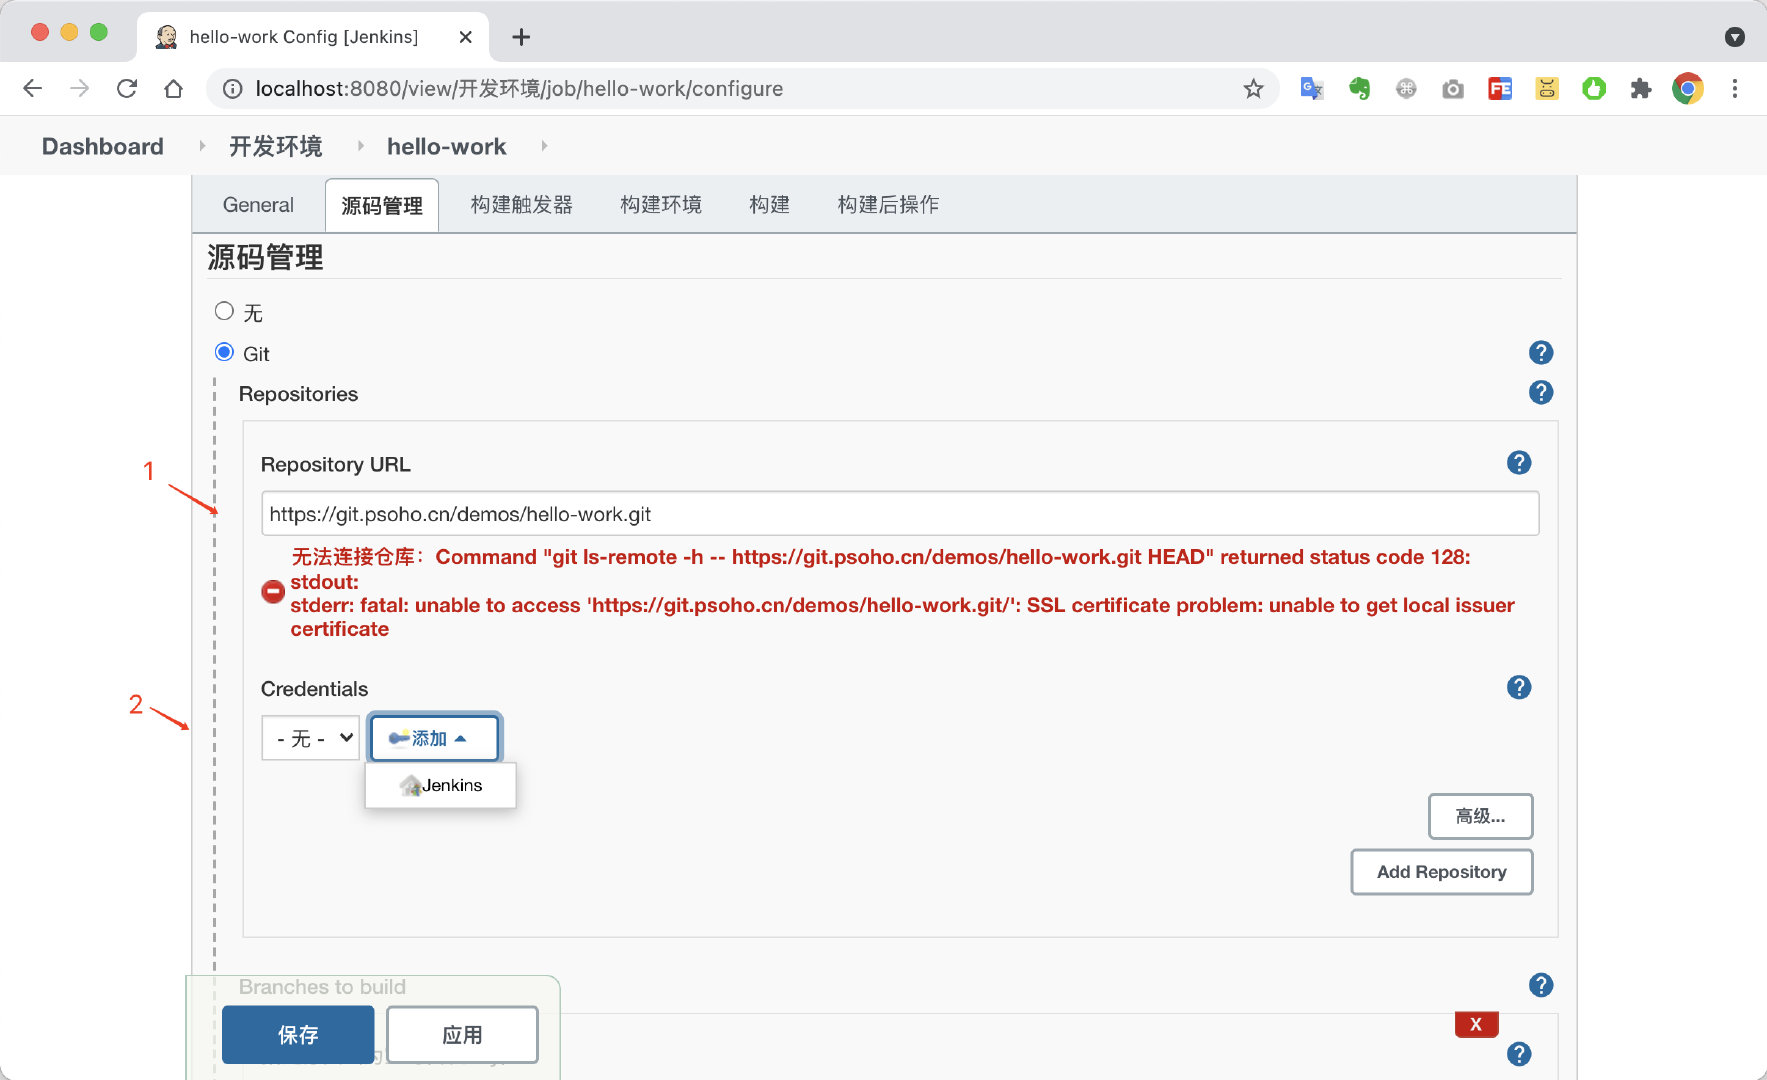 hello-work Config [Jenkins]
localhost:8080/view/开发环境/job/hello-work/configure
Dashboard 开发环境 hello-work
General 源码管理 构建触发器 构建环境 构建 构建后操作
源码管理
无
Git
Repositories
1
Repository URL
https://git.psoho.cn/demos/hello-work.git
无法连接仓库：Command "git ls-remote -h -- https://git.psoho.cn/demos/hello-work.git HEAD" returned status code 128:
stdout:
stderr: fatal: unable to access 'https://git.psoho.cn/demos/hello-work.git/': SSL certificate problem: unable to get local issuer
certificate
Credentials
2
- 无 - 添加
Jenkins
高级...
Add Repository
Branches to build
X
保存 应用